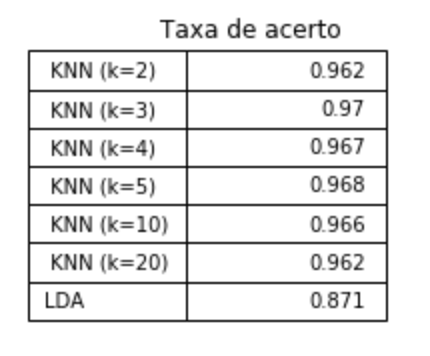 Taxa de acerto
KNN (k=2) 0.962
KNN (k=3) 0.97
KNN (k=4) 0.967
KNN (k=5) 0.968
KNN (k=10) 0.966
KNN (k=20) 0.962
LDA 0.871